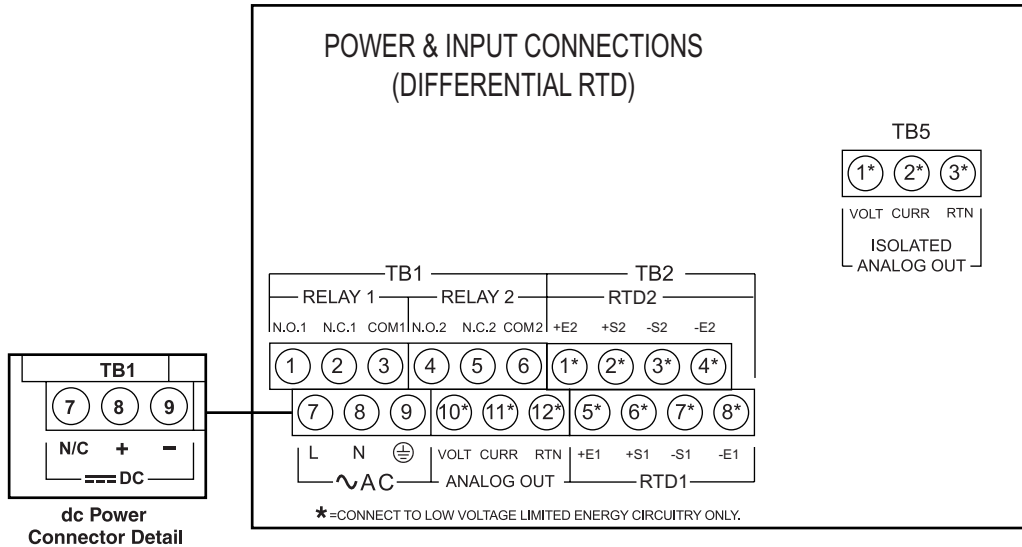 POWER & INPUT CONNECTIONS
(DIFFERENTIAL RTD)
TB5
1* 2* 3*
VOLT CURR RTN
ISOLATED
ANALOG OUT
TB1 TB2
RELAY 1 RELAY 2 RTD2
N.O.1 N.C.1 COM1 N.O.2 N.C.2 COM2 +E2 +S2 -S2 -E2
1 2 3 4 5 6 1* 2* 3* 4*
7 8 9 10* 11* 12* 5* 6* 7* 8*
L N VOLT CURR RTN +E1 +S1 -S1 -E1
AC ANALOG OUT RTD1
*=CONNECT TO LOW VOLTAGE LIMITED ENERGY CIRCUITRY ONLY.
TB1
7 8 9
N/C + −
DC
dc Power
Connector Detail